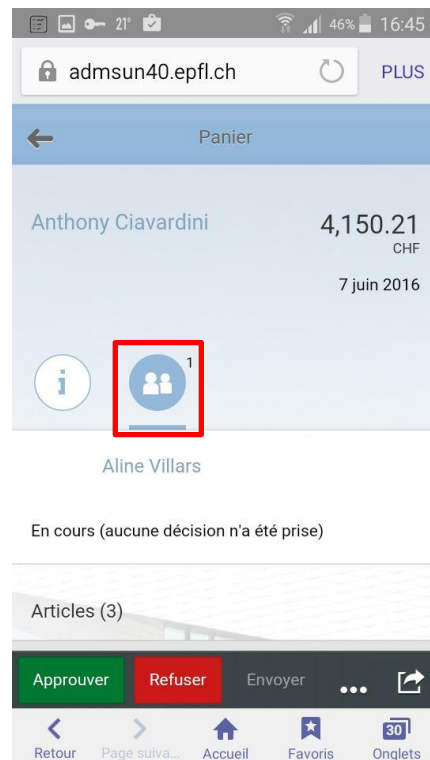 21° 46% 16:45
admsun40.epfl.ch PLUS
Panier
Anthony Ciavardini 4,150.21
CHF
7 juin 2016
i 1
Aline Villars
En cours (aucune décision n'a été prise)
Articles (3)
Approuver Refuser Envoyer ...
30
Retour Page suiva... Accueil Favoris Onglets